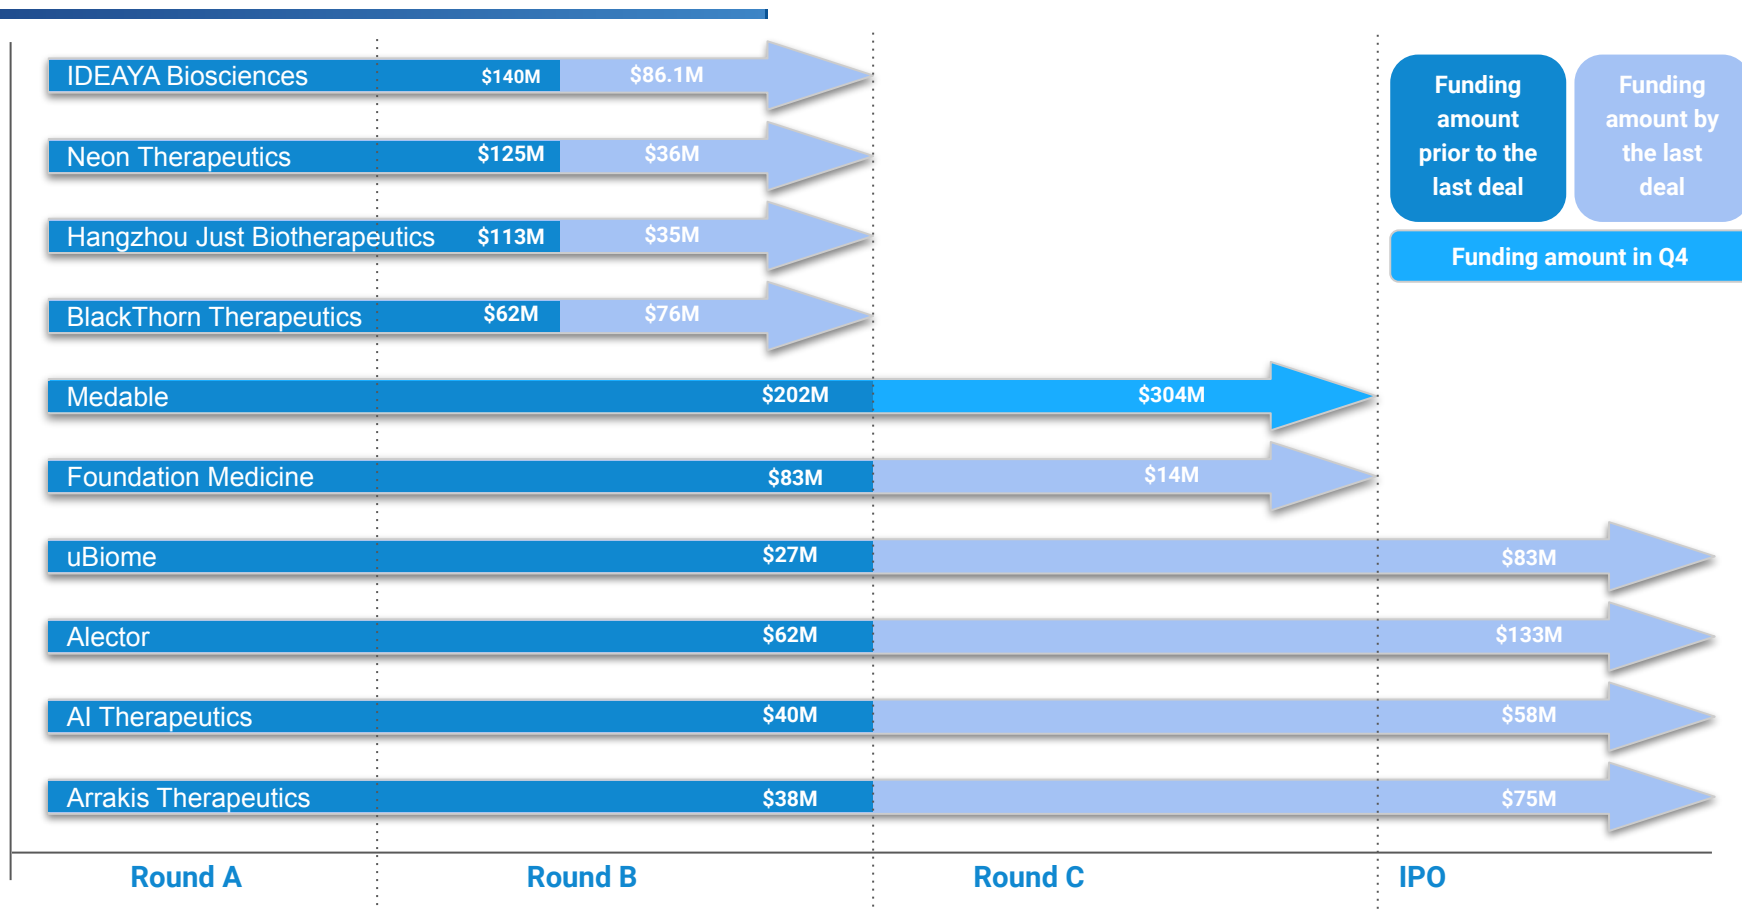 IDEAYA Biosciences $140M $86.1M
Neon Therapeutics $125M $36M
Hangzhou Just Biotherapeutics $113M $35M
BlackThorn Therapeutics $62M $76M
Medable $202M $304M
Foundation Medicine $83M $14M
uBiome $27M $83M
Alector $62M $133M
AI Therapeutics $40M $58M
Arrakis Therapeutics $38M $75M
Round A Round B Round C IPO
Funding
amount
prior to the
last deal
Funding
amount by
the last
deal
Funding amount in Q4